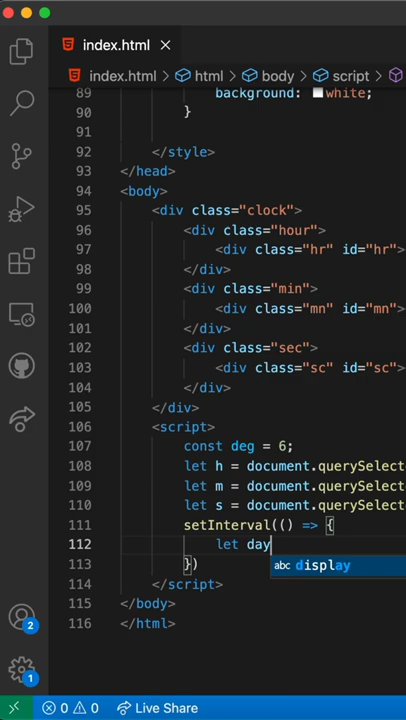 index.html
index.html > html > body > script >
89 background: white;
90 }
91
92 </style>
93 </head>
94 <body>
95 <div class="clock">
96 <div class="hour">
97 <div class="hr" id="hr">
98 </div>
99 <div class="min">
100 <div class="mn" id="mn">
101 </div>
102 <div class="sec">
103 <div class="sc" id="sc">
104 </div>
105 </div>
106 <script>
107 const deg = 6;
108 let h = document.querySelect
109 let m = document.querySelect
110 let s = document.querySelect
111 setInterval(() => {
112 let day
abc display
113 })
114 </script>
115 </body>
116 </html>
2
1
0 0 Live Share